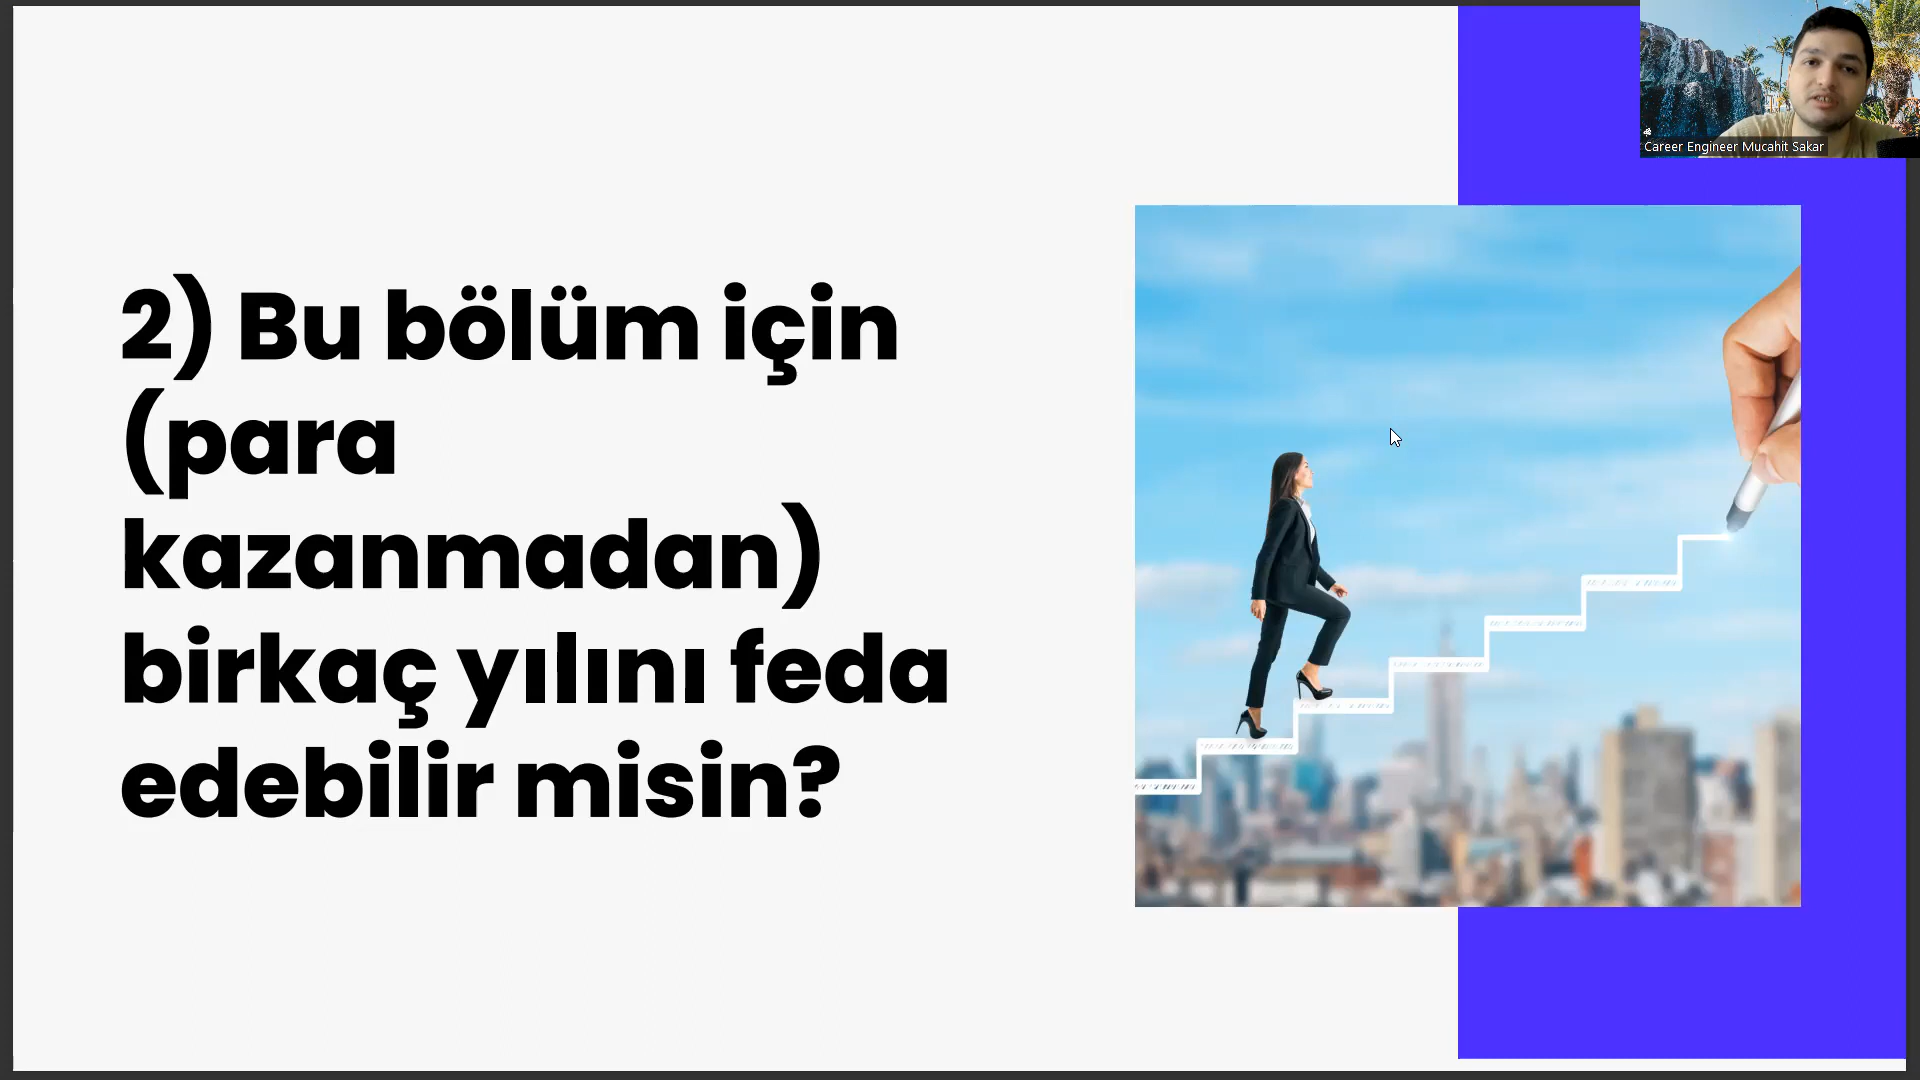 Career Engineer Mucahit Sakar
2) Bu bölüm için
(para
kazanmadan)
birkaç yılını feda
edebilir misin?